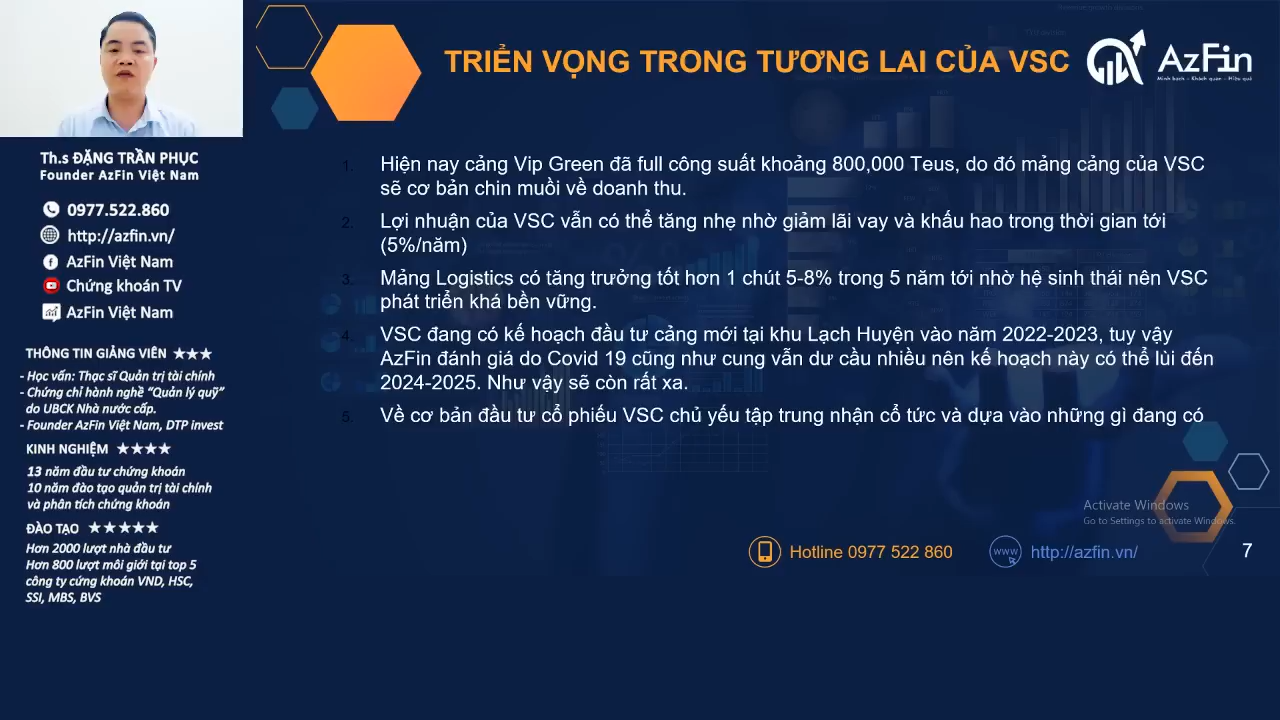 TRIỂN VỌNG TRONG TƯƠNG LAI CỦA VSC
AzFin
Minh bạch - Khách quan - Hiệu quả
Th.s ĐẶNG TRẦN PHỤC
Founder AzFin Việt Nam
0977.522.860
http://azfin.vn/
AzFin Việt Nam
Chứng khoán TV
AzFin Việt Nam
THÔNG TIN GIẢNG VIÊN ★★★
- Học vấn: Thạc sĩ Quản trị tài chính
- Chứng chỉ hành nghề "Quản lý quỹ"
do UBCK Nhà nước cấp.
- Founder AzFin Việt Nam, DTP invest
KINH NGHIỆM ★★★★
13 năm đầu tư chứng khoán
10 năm đào tạo quản trị tài chính
và phân tích chứng khoán
ĐÀO TẠO ★★★★★
Hơn 2000 lượt nhà đầu tư
Hơn 800 lượt môi giới tại top 5
công ty cứng khoán VND, HSC,
SSI, MBS, BVS
1. Hiện nay cảng Vip Green đã full công suất khoảng 800,000 Teus, do đó mảng cảng của VSC
sẽ cơ bản chin muồi về doanh thu.
2. Lợi nhuận của VSC vẫn có thể tăng nhẹ nhờ giảm lãi vay và khấu hao trong thời gian tới
(5%/năm)
3. Mảng Logistics có tăng trưởng tốt hơn 1 chút 5-8% trong 5 năm tới nhờ hệ sinh thái nên VSC
phát triển khá bền vững.
4. VSC đang có kế hoạch đầu tư cảng mới tại khu Lạch Huyện vào năm 2022-2023, tuy vậy
AzFin đánh giá do Covid 19 cũng như cung vẫn dư cầu nhiều nên kế hoạch này có thể lùi đến
2024-2025. Như vậy sẽ còn rất xa.
5. Về cơ bản đầu tư cổ phiếu VSC chủ yếu tập trung nhận cổ tức và dựa vào những gì đang có
Activate Windows
Go to Settings to activate Windows.
Hotline 0977 522 860
www
http://azfin.vn/
7